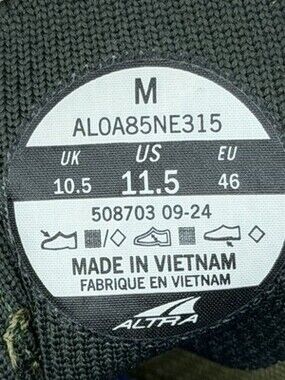 M
AL0A85NE315
UK US EU
10.5 11.5 46
508703 09-24
MADE IN VIETNAM
FABRIQUE EN VIETNAM
ALTRA